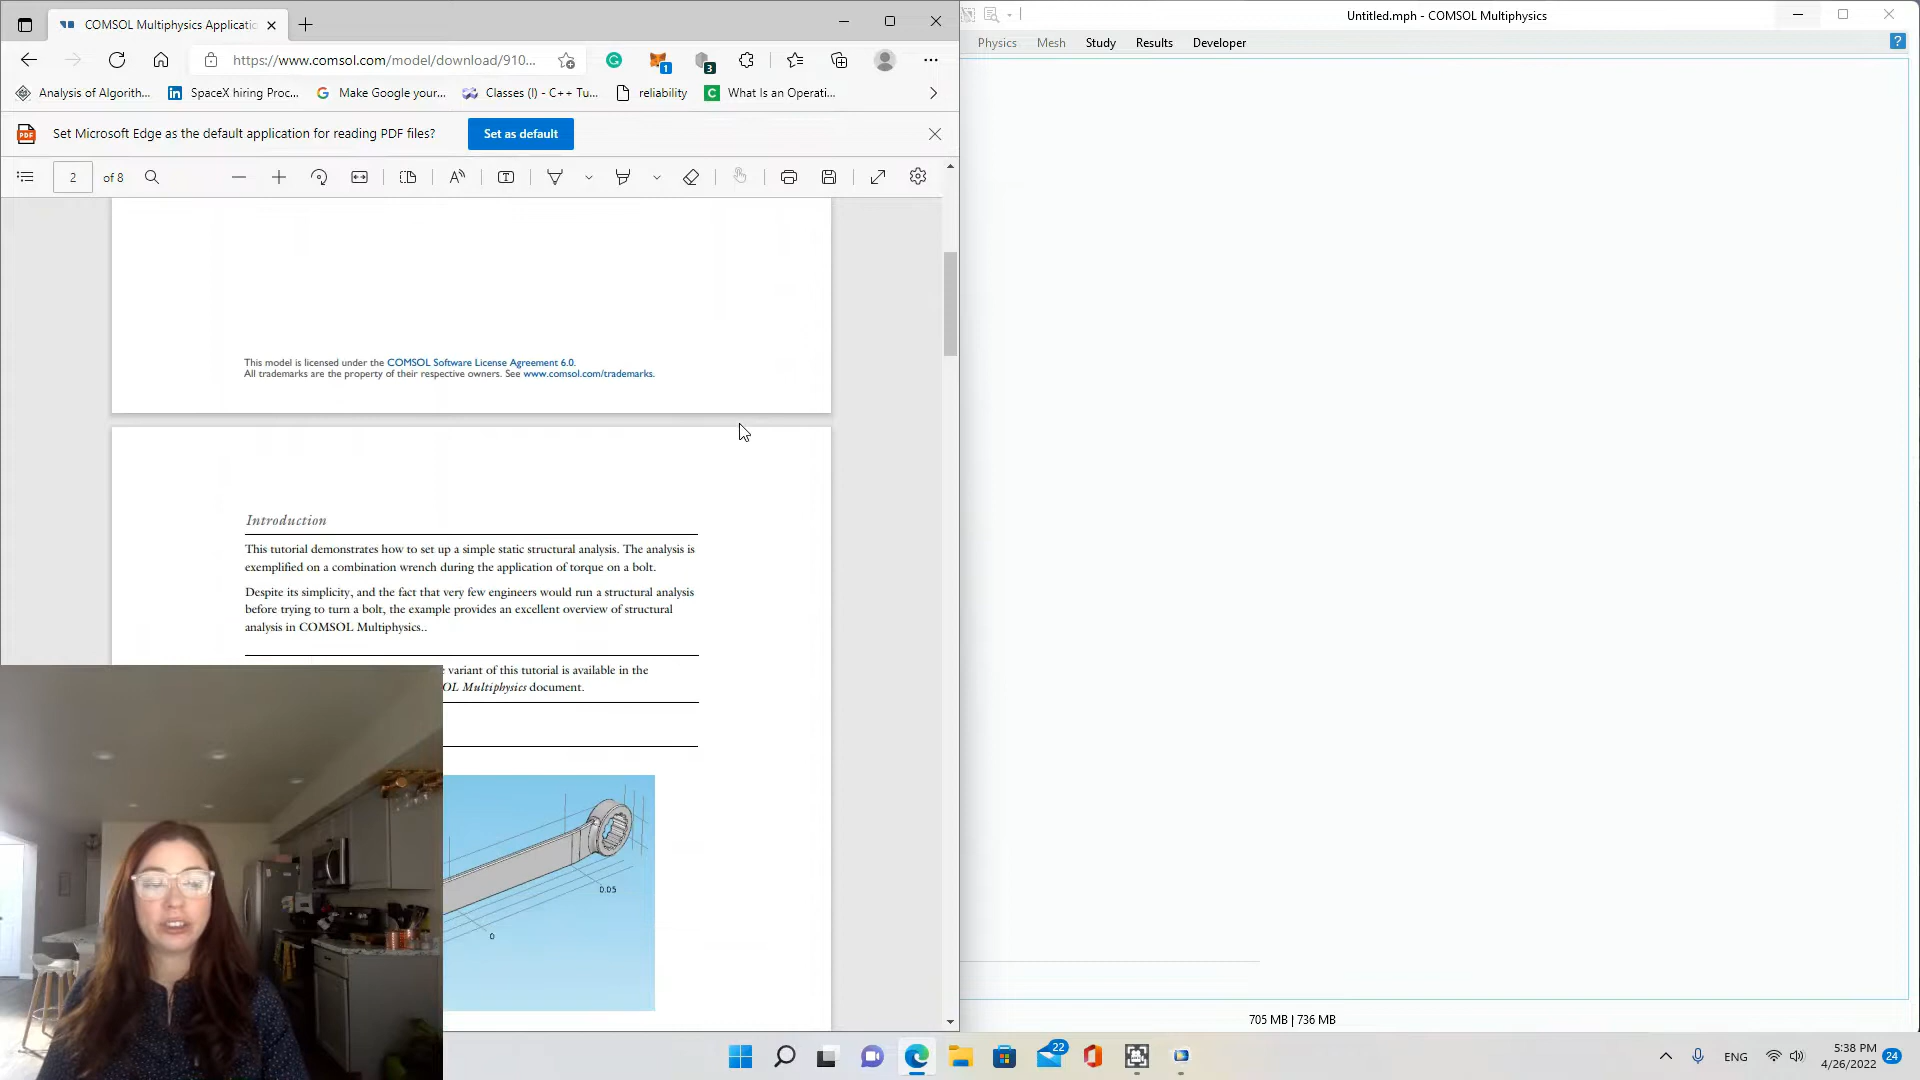 COMSOL Multiphysics Applicatio
Untitled.mph - COMSOL Multiphysics
https://www.comsol.com/model/download/910...
1
3
Physics
Mesh
Study
Results
Developer
?
Analysis of Algorith...
SpaceX hiring Proc...
Make Google your...
Classes (I) - C++ Tu...
reliability
What Is an Operati...
PDF
Set Microsoft Edge as the default application for reading PDF files?
Set as default
2
of 8
This model is licensed under the COMSOL Software License Agreement 6.0.
All trademarks are the property of their respective owners. See www.comsol.com/trademarks.
Introduction
This tutorial demonstrates how to set up a simple static structural analysis. The analysis is
exemplified on a combination wrench during the application of torque on a bolt.
Despite its simplicity, and the fact that very few engineers would run a structural analysis
before trying to turn a bolt, the example provides an excellent overview of structural
analysis in COMSOL Multiphysics..
variant of this tutorial is available in the
OL Multiphysics document.
0.05
0
705 MB | 736 MB
22
ENG
5:38 PM
4/26/2022
24